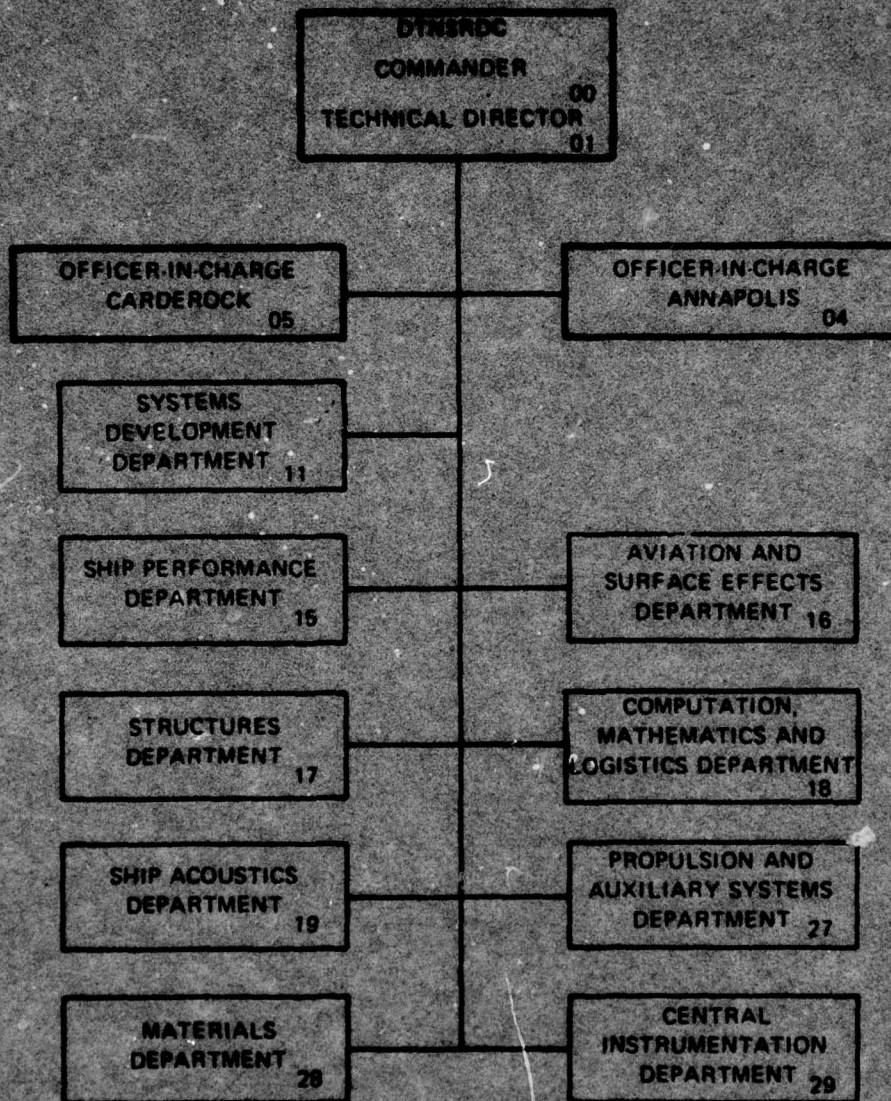 DTNSRDC
COMMANDER
00
TECHNICAL DIRECTOR
01
OFFICER-IN-CHARGE
CARDEROCK
05
OFFICER-IN-CHARGE
ANNAPOLIS
04
SYSTEMS
DEVELOPMENT
DEPARTMENT 11
SHIP PERFORMANCE
DEPARTMENT
15
AVIATION AND
SURFACE EFFECTS
DEPARTMENT 16
STRUCTURES
DEPARTMENT
17
COMPUTATION,
MATHEMATICS AND
LOGISTICS DEPARTMENT
18
SHIP ACOUSTICS
DEPARTMENT
19
PROPULSION AND
AUXILIARY SYSTEMS
DEPARTMENT 27
MATERIALS
DEPARTMENT
28
CENTRAL
INSTRUMENTATION
DEPARTMENT 29